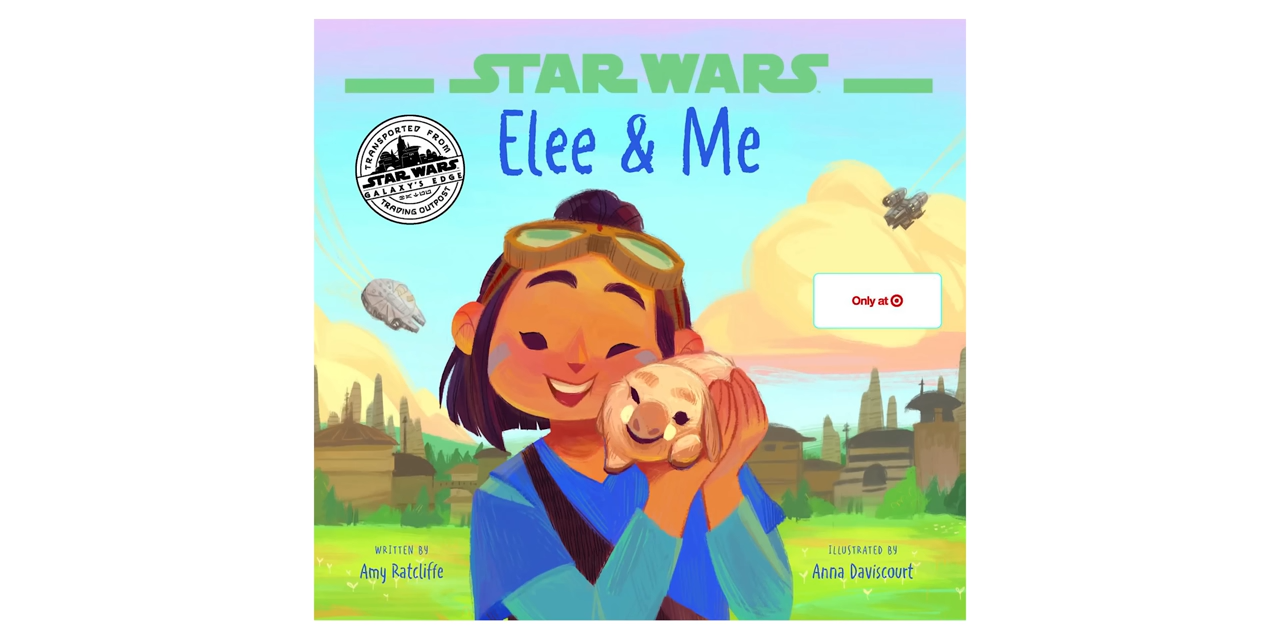 STAR WARS
Elee & Me
TRANSPORTED FROM
STAR WARS
GALAXY'S EDGE
TRADING OUTPOST
Only at
WRITTEN BY
Amy Ratcliffe
ILLUSTRATED BY
Anna Daviscourt